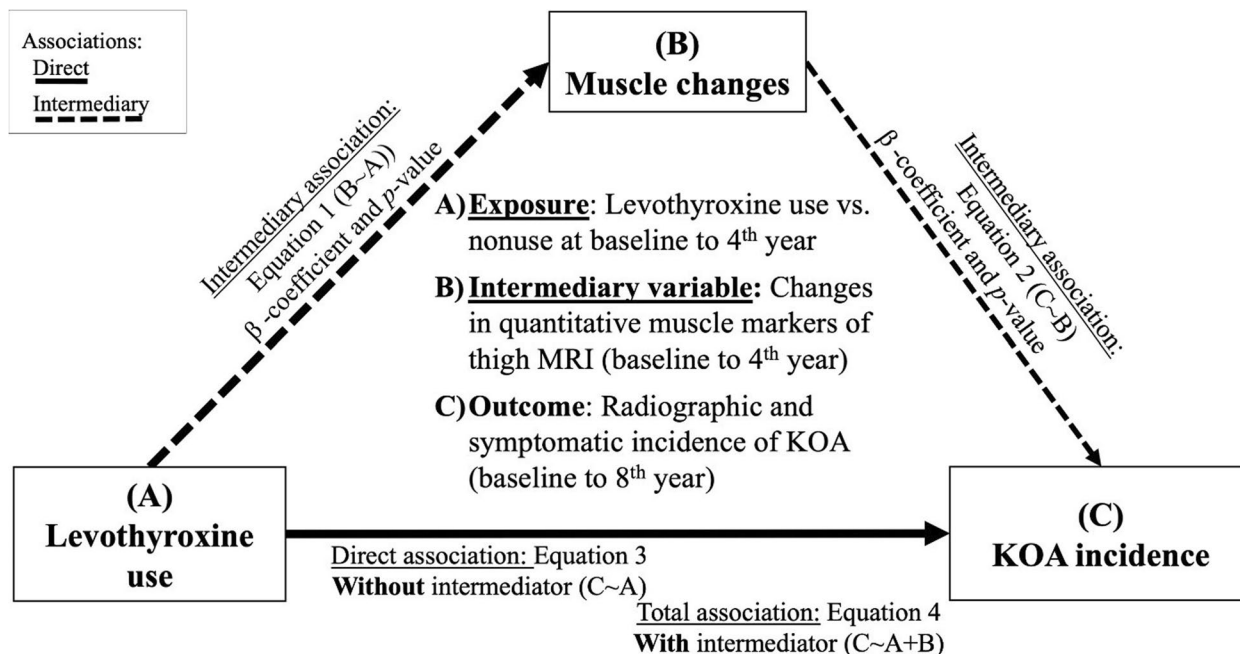 Associations:
Direct
Intermediary
(B)
Muscle changes
Intermediary association:
Equation 1 (B~A))
β -coefficient and p-value
Intermediary association:
Equation 2 (C~B)
β -coefficient and p-value
A) Exposure: Levothyroxine use vs.
nonuse at baseline to 4th year
B) Intermediary variable: Changes
in quantitative muscle markers of
thigh MRI (baseline to 4th year)
C) Outcome: Radiographic and
symptomatic incidence of KOA
(baseline to 8th year)
(A)
Levothyroxine
use
(C)
KOA incidence
Direct association: Equation 3
Without intermediator (C~A)
Total association: Equation 4
With intermediator (C~A+B)